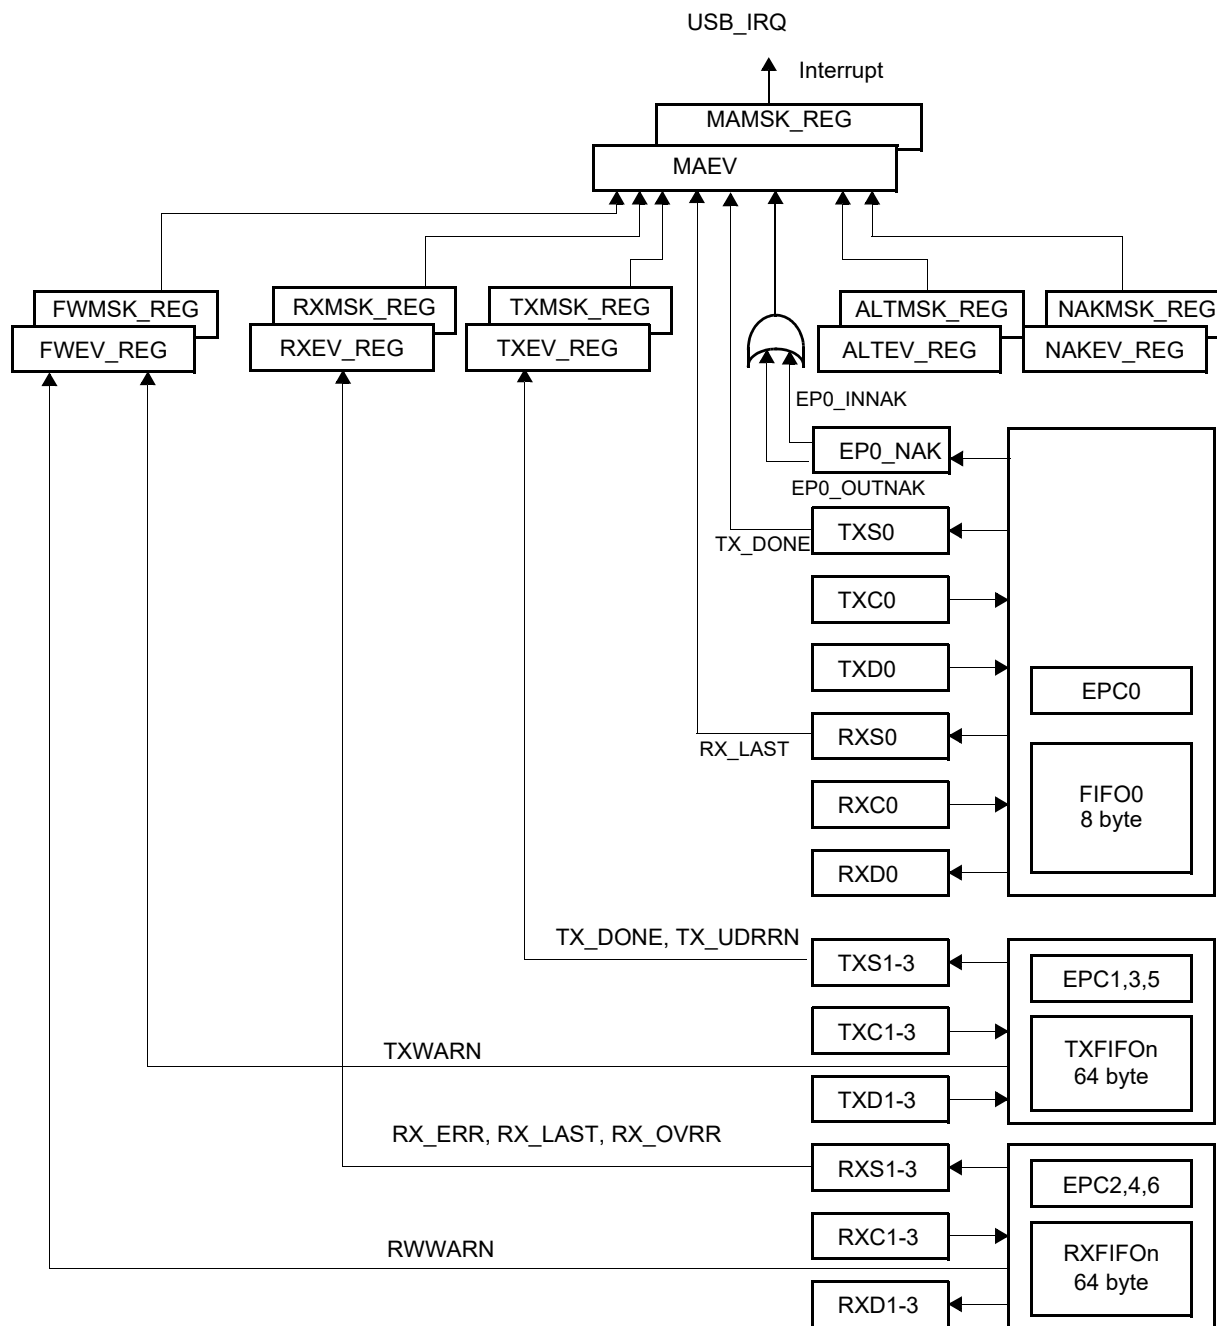 USB_IRQ
Interrupt
MAMSK_REG
MAEV
FWMSK_REG
RXMSK_REG
TXMSK_REG
ALTMSK_REG
NAKMSK_REG
FWEV_REG
RXEV_REG
TXEV_REG
ALTEV_REG
NAKEV_REG
EP0_INNAK
EP0_NAK
EP0_OUTNAK
TXS0
TX_DONE
TXC0
TXD0
EPC0
RXS0
RX_LAST
FIFO0
8 byte
RXC0
RXD0
TX_DONE, TX_UDRRN
TXS1-3
EPC1,3,5
TXC1-3
TXWARN
TXFIFOn
64 byte
TXD1-3
RX_ERR, RX_LAST, RX_OVRR
RXS1-3
EPC2,4,6
RXC1-3
RWWARN
RXFIFOn
64 byte
RXD1-3